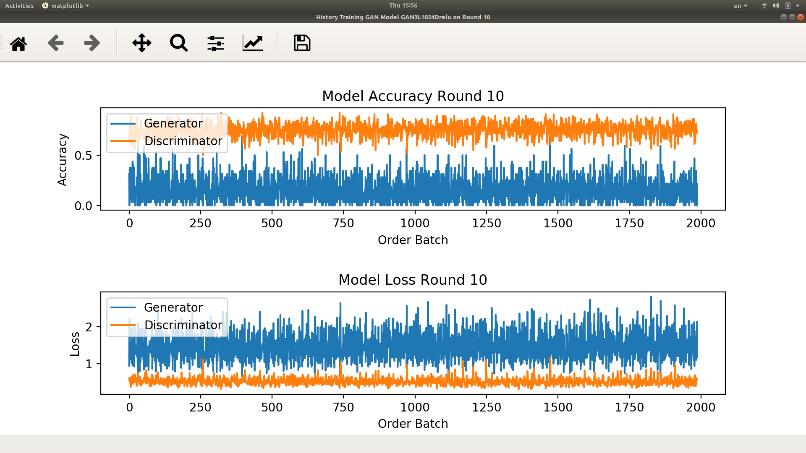 Activities matplotlib Thu 15:56 en
History Training GAN Model GAN3L1024Drelu on Round 10
Model Accuracy Round 10
Generator
Discriminator
Accuracy
0.5
0.0
0 250 500 750 1000 1250 1500 1750 2000
Order Batch
Model Loss Round 10
Generator
Discriminator
Loss
2
1
0 250 500 750 1000 1250 1500 1750 2000
Order Batch